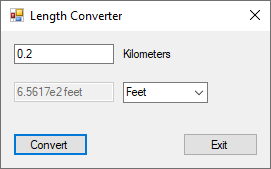 Length Converter
0.2 Kilometers
6.5617e2 feet Feet
Convert Exit